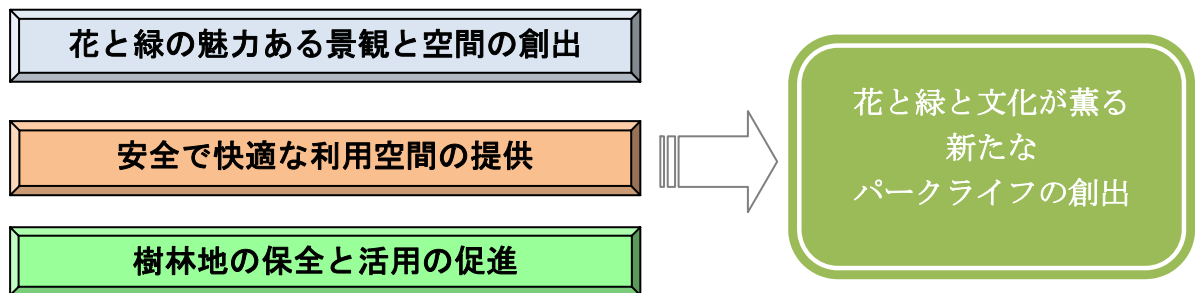 花と緑の魅力ある景観と空間の創出
安全で快適な利用空間の提供
樹林地の保全と活用の促進
花と緑と文化が薫る
新たな
パークライフの創出